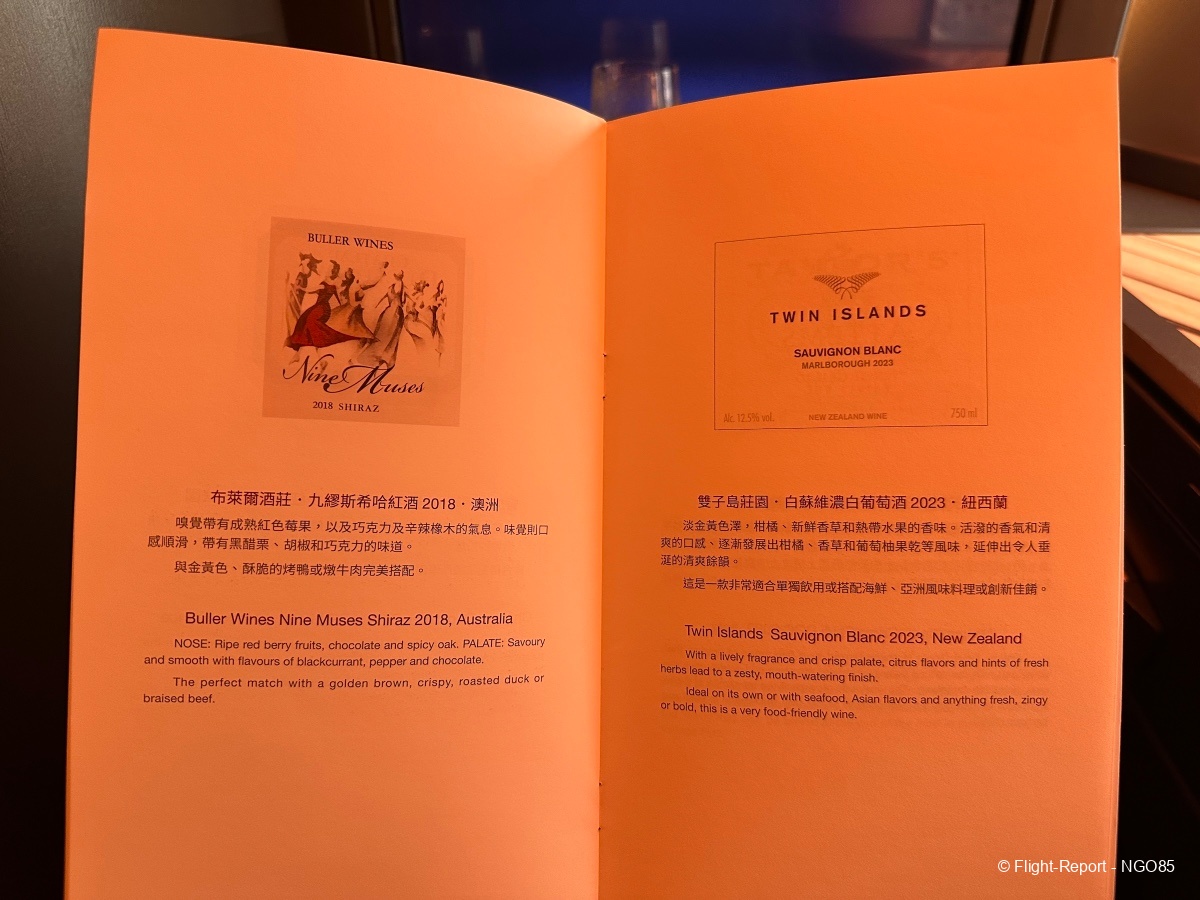 BULLER WINES
Nine Muses
2018 SHIRAZ
布萊爾酒莊・九繆斯希哈紅酒 2018・澳洲
嗅覺帶有成熟紅色莓果，以及巧克力及辛辣橡木的氣息。味覺則口
感順滑，帶有黑醋栗、胡椒和巧克力的味道。
與金黃色、酥脆的烤鴨或燉牛肉完美搭配。
Buller Wines Nine Muses Shiraz 2018, Australia
NOSE: Ripe red berry fruits, chocolate and spicy oak. PALATE: Savoury
and smooth with flavours of blackcurrant, pepper and chocolate.
The perfect match with a golden brown, crispy, roasted duck or
braised beef.
TWIN ISLANDS
SAUVIGNON BLANC
MARLBOROUGH 2023
Alc. 12.5% vol.
NEW ZEALAND WINE
750 ml
雙子島莊園・白蘇維濃白葡萄酒 2023・紐西蘭
淡金黃色澤，柑橘、新鮮香草和熱帶水果的香味。活潑的香氣和清
爽的口感、逐漸發展出柑橘、香草和葡萄柚果乾等風味，延伸出令人垂
涎的清爽餘韻。
這是一款非常適合單獨飲用或搭配海鮮、亞洲風味料理或創新佳餚。
Twin Islands Sauvignon Blanc 2023, New Zealand
With a lively fragrance and crisp palate, citrus flavors and hints of fresh
herbs lead to a zesty, mouth-watering finish.
Ideal on its own or with seafood, Asian flavors and anything fresh, zingy
or bold, this is a very food-friendly wine.
© Flight-Report - NGO85